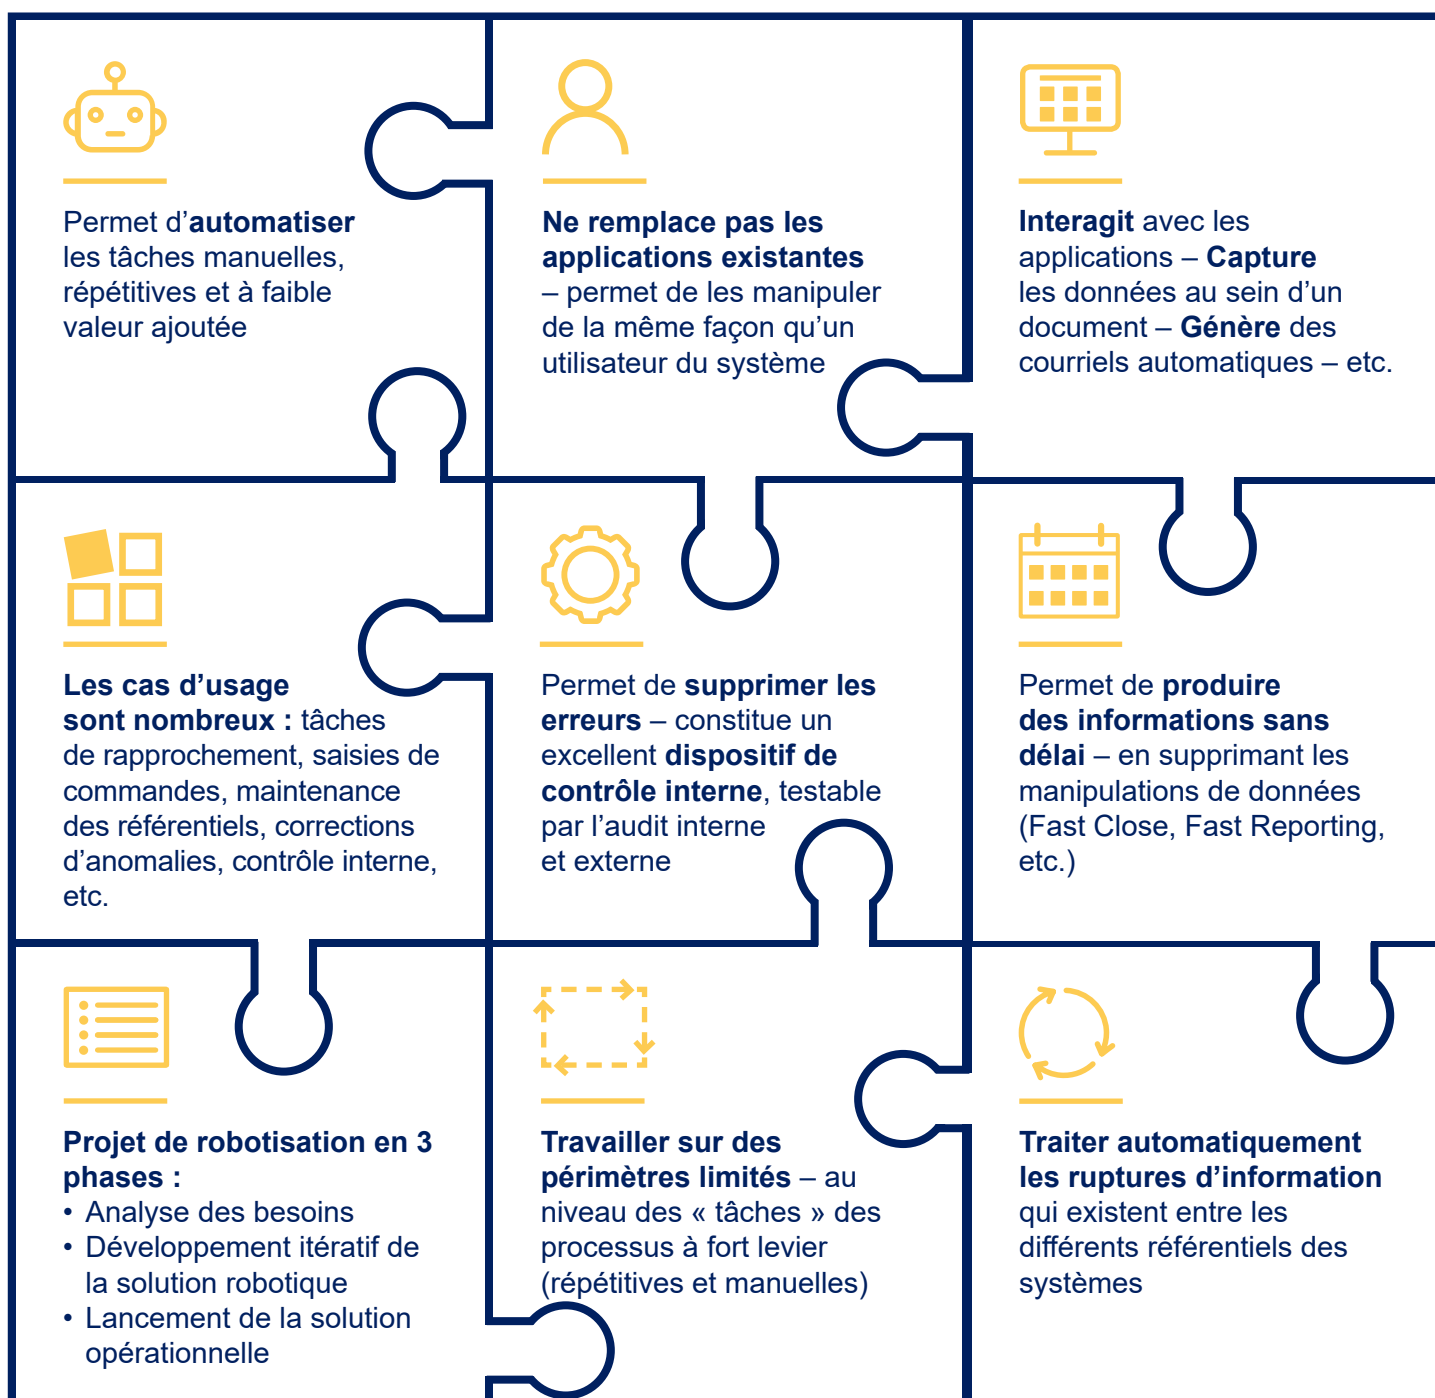 Permet d’automatiser
les tâches manuelles,
répétitives et à faible
valeur ajoutée
Ne remplace pas les
applications existantes
– permet de les manipuler
de la même façon qu’un
utilisateur du système
Interagit avec les
applications – Capture
les données au sein d’un
document – Génère des
courriels automatiques – etc.
Les cas d’usage
sont nombreux : tâches
de rapprochement, saisies de
commandes, maintenance
des référentiels, corrections
d’anomalies, contrôle interne,
etc.
Permet de supprimer les
erreurs – constitue un
excellent dispositif de
contrôle interne, testable
par l’audit interne
et externe
Permet de produire
des informations sans
délai – en supprimant les
manipulations de données
(Fast Close, Fast Reporting,
etc.)
Projet de robotisation en 3
phases :
• Analyse des besoins
• Développement itératif de
la solution robotique
• Lancement de la solution
opérationnelle
Travailler sur des
périmètres limités – au
niveau des « tâches » des
processus à fort levier
(répétitives et manuelles)
Traiter automatiquement
les ruptures d’information
qui existent entre les
différents référentiels des
systèmes